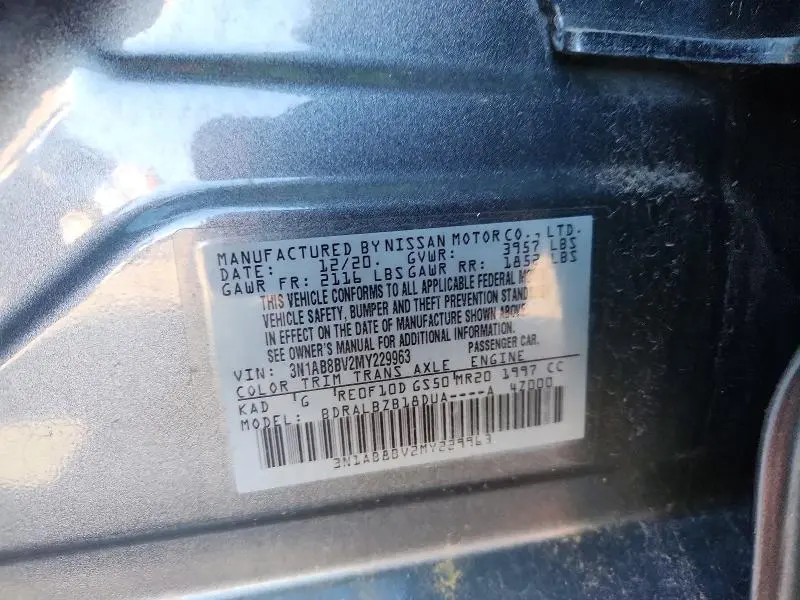 MANUFACTURED BY NISSAN MOTOR CO., LTD.
DATE: 12/20. GVWR: 3957 LBS
GAWR FR: 2116 LBS GAWR RR: 1852 LBS
THIS VEHICLE CONFORMS TO ALL APPLICABLE FEDERAL
VEHICLE SAFETY, BUMPER AND THEFT PREVENTION
IN EFFECT ON THE DATE OF MANUFACTURE SHOWN ABOVE.
SEE OWNER'S MANUAL FOR ADDITIONAL INFORMATION.
VIN: 3N1AB8BV2MY229963 PASSENGER CAR.
COLOR TRIM TRANS AXLE ENGINE
KAD G RE0F10D GS50 MR20 1997 CC
MODEL: BDRALBZB18DUA----A 47000
3N1AB8BV2MY229963